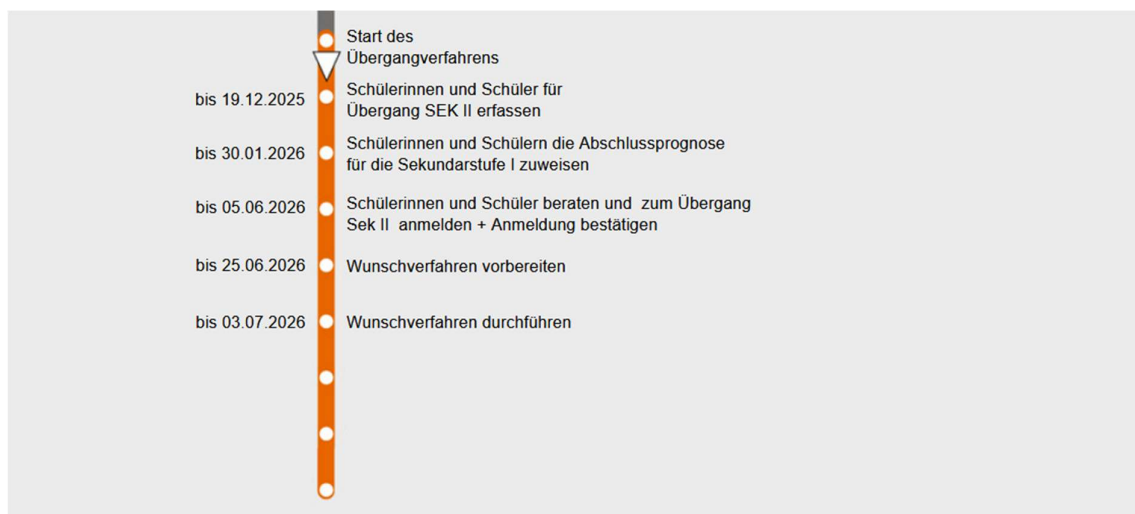 Start des
Übergangverfahrens
bis 19.12.2025
Schülerinnen und Schüler für
Übergang SEK II erfassen
bis 30.01.2026
Schülerinnen und Schülern die Abschlussprognose
für die Sekundarstufe I zuweisen
bis 05.06.2026
Schülerinnen und Schüler beraten und  zum Übergang
Sek II  anmelden + Anmeldung bestätigen
bis 25.06.2026
Wunschverfahren vorbereiten
bis 03.07.2026
Wunschverfahren durchführen